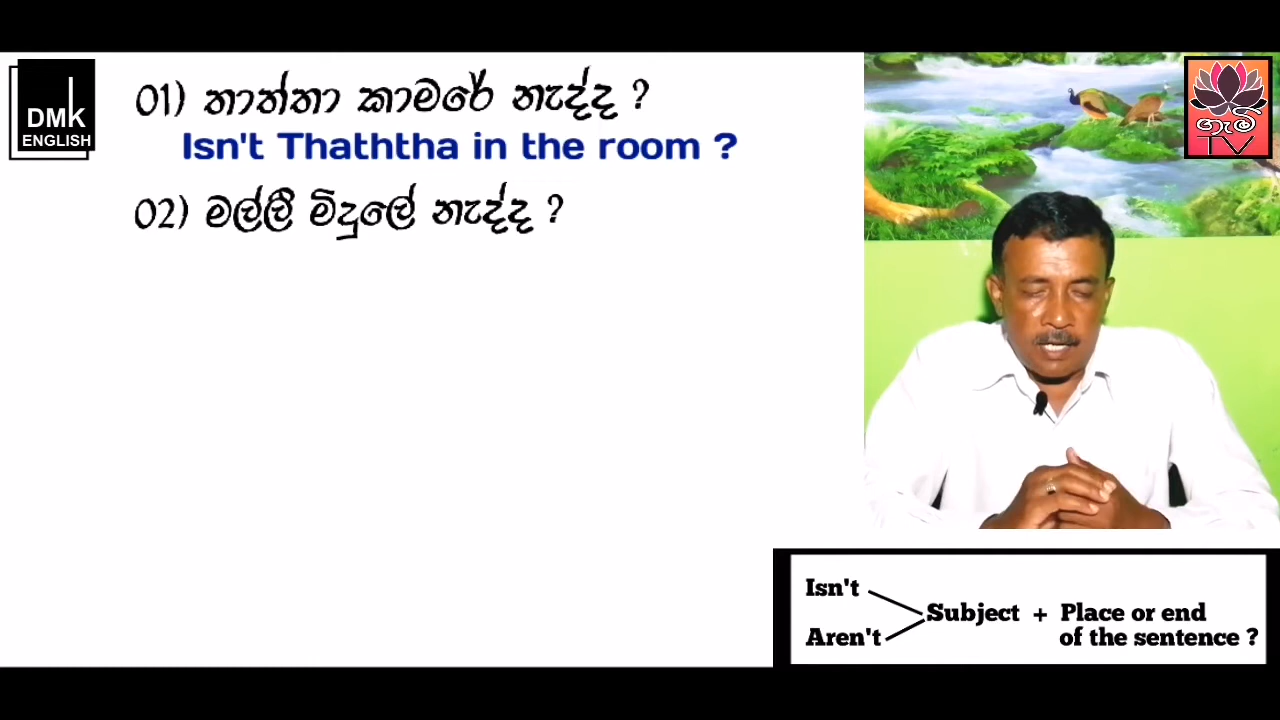 DMK
ENGLISH
01) තාත්තා කාමරේ නැද්ද ?
Isn't Thaththa in the room ?
02) මල්ලී මිදුලේ නැද්ද ?
ගැමි
TV
Isn't
Aren't
Subject + Place or end
of the sentence ?